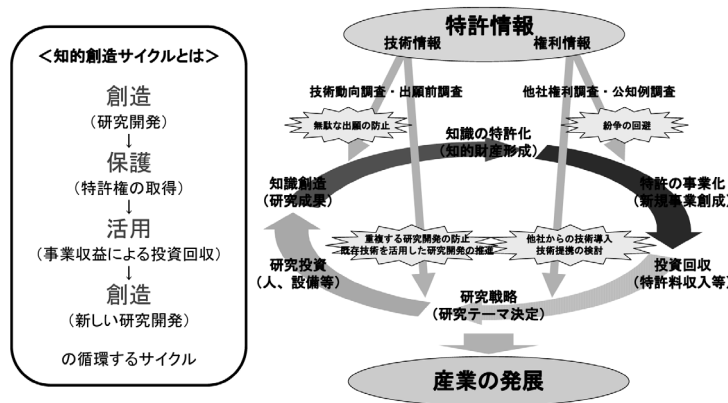 <知的創造サイクルとは>
創造
(研究開発)
↓
保護
(特許権の取得)
↓
活用
(事業収益による投資回収)
↓
創造
(新しい研究開発)
の循環するサイクル
特許情報
技術情報
権利情報
技術動向調査・出願前調査
他社権利調査・公知例調査
無駄な出願の防止
紛争の回避
知識の特許化
(知的財産形成)
知識創造
(研究成果)
特許の事業化
(新規事業創成)
重複する研究開発の防止
既存技術を活用した研究開発の推進
他社からの技術導入
技術提携の検討
研究投資
(人、設備等)
投資回収
(特許料収入等)
研究戦略
(研究テーマ決定)
産業の発展